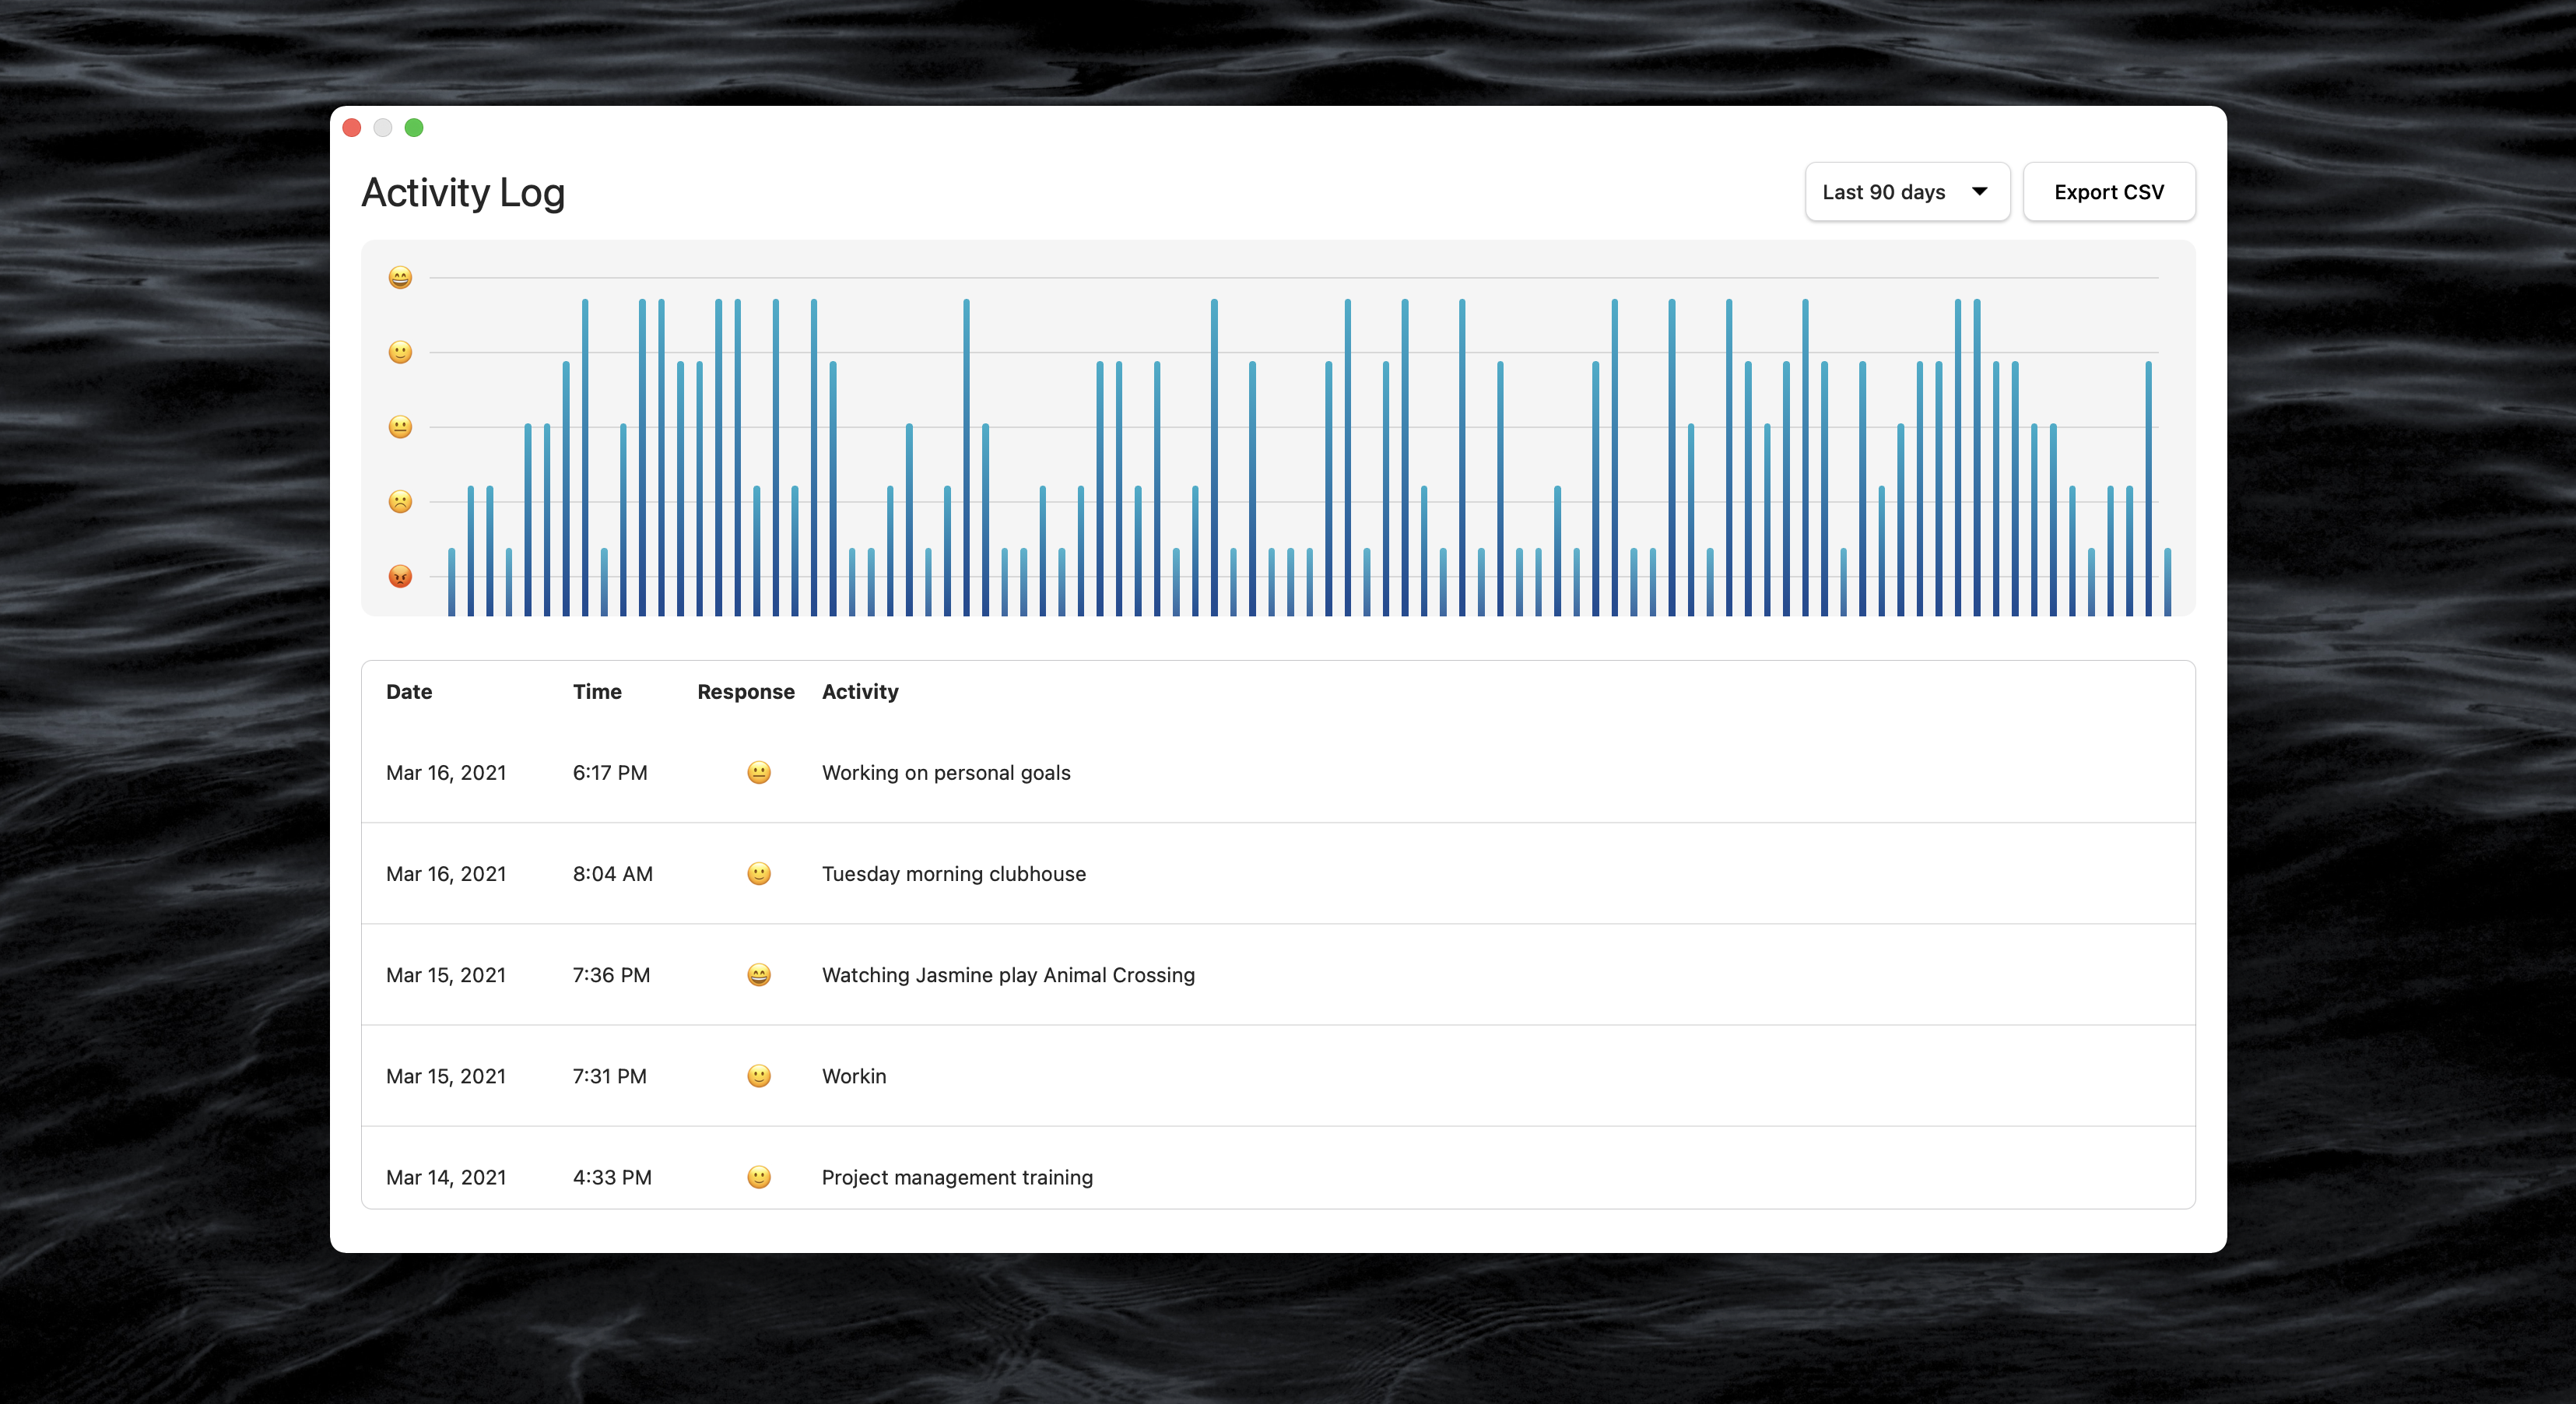 Activity Log
Last 90 days
Export CSV
Date Time Response Activity
Mar 16, 2021 6:17 PM 😐 Working on personal goals
Mar 16, 2021 8:04 AM 🙂 Tuesday morning clubhouse
Mar 15, 2021 7:36 PM 😄 Watching Jasmine play Animal Crossing
Mar 15, 2021 7:31 PM 🙂 Workin
Mar 14, 2021 4:33 PM 🙂 Project management training